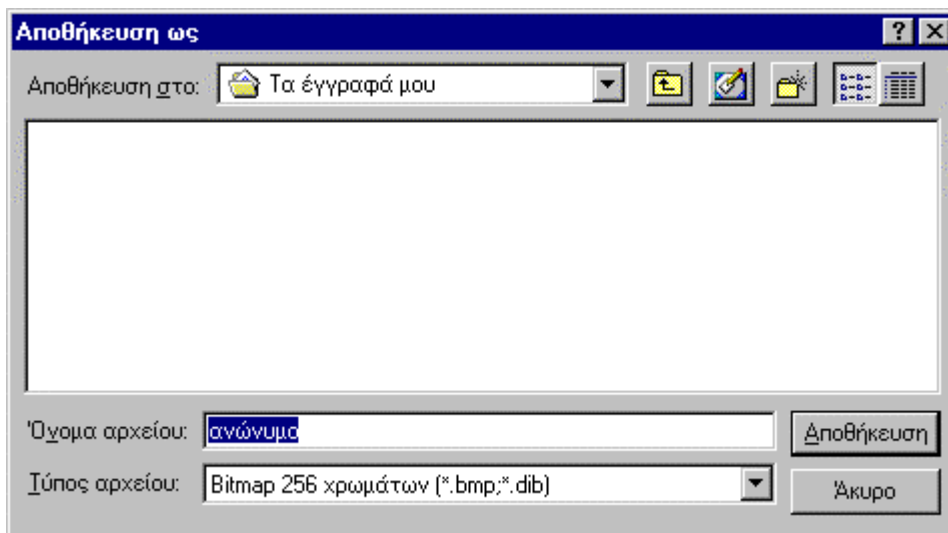 Αποθήκευση ως
Αποθήκευση στο: Τα έγγραφά μου
Όνομα αρχείου: ανώνυμο
Αποθήκευση
Τύπος αρχείου: Bitmap 256 χρωμάτων (*.bmp;*.dib)
Άκυρο